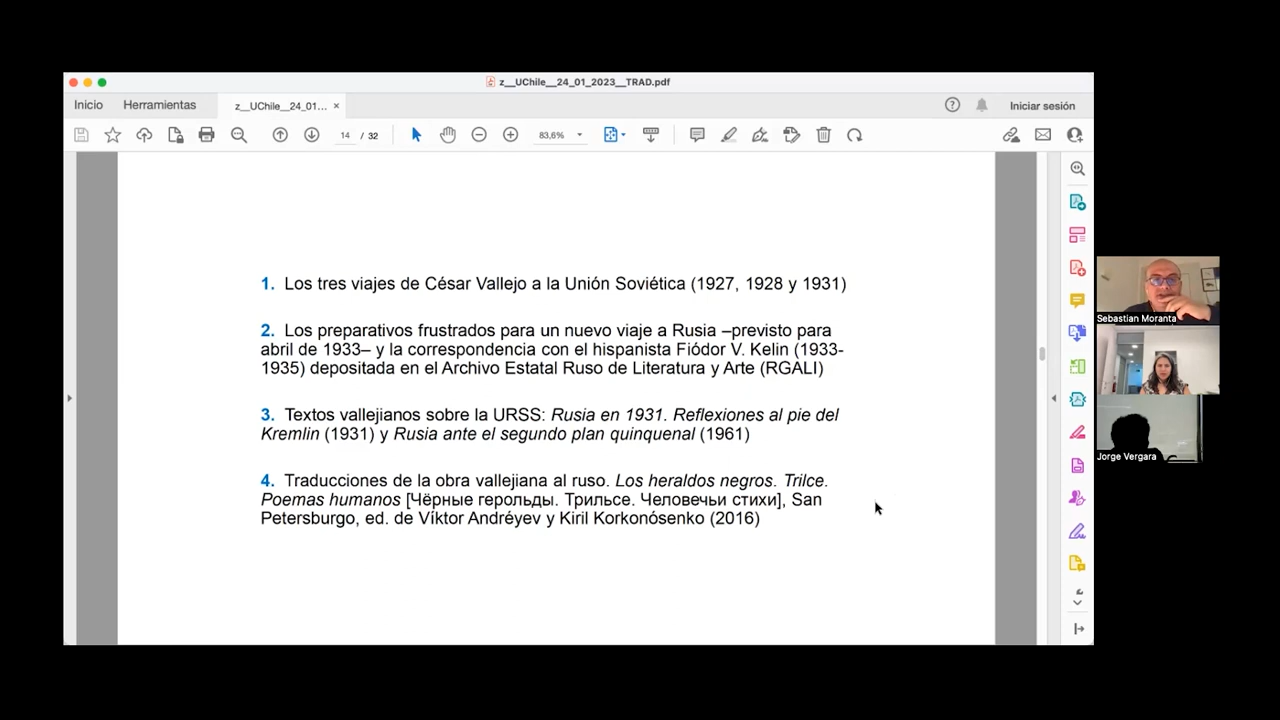 z__UChile__24_01_2023__TRAD.pdf
Inicio
Herramientas
z__UChile__24_01...
Iniciar sesión
14 / 32
83,6%
1. Los tres viajes de César Vallejo a la Unión Soviética (1927, 1928 y 1931)
2. Los preparativos frustrados para un nuevo viaje a Rusia –previsto para
abril de 1933– y la correspondencia con el hispanista Fiódor V. Kelin (1933-
1935) depositada en el Archivo Estatal Ruso de Literatura y Arte (RGALI)
3. Textos vallejianos sobre la URSS: Rusia en 1931. Reflexiones al pie del
Kremlin (1931) y Rusia ante el segundo plan quinquenal (1961)
4. Traducciones de la obra vallejiana al ruso. Los heraldos negros. Trilce.
Poemas humanos [Чёрные герольды. Трильсе. Человечьи стихи], San
Petersburgo, ed. de Víktor Andréyev y Kiril Korkonósenko (2016)
Sebastian Moranta
Jorge Vergara